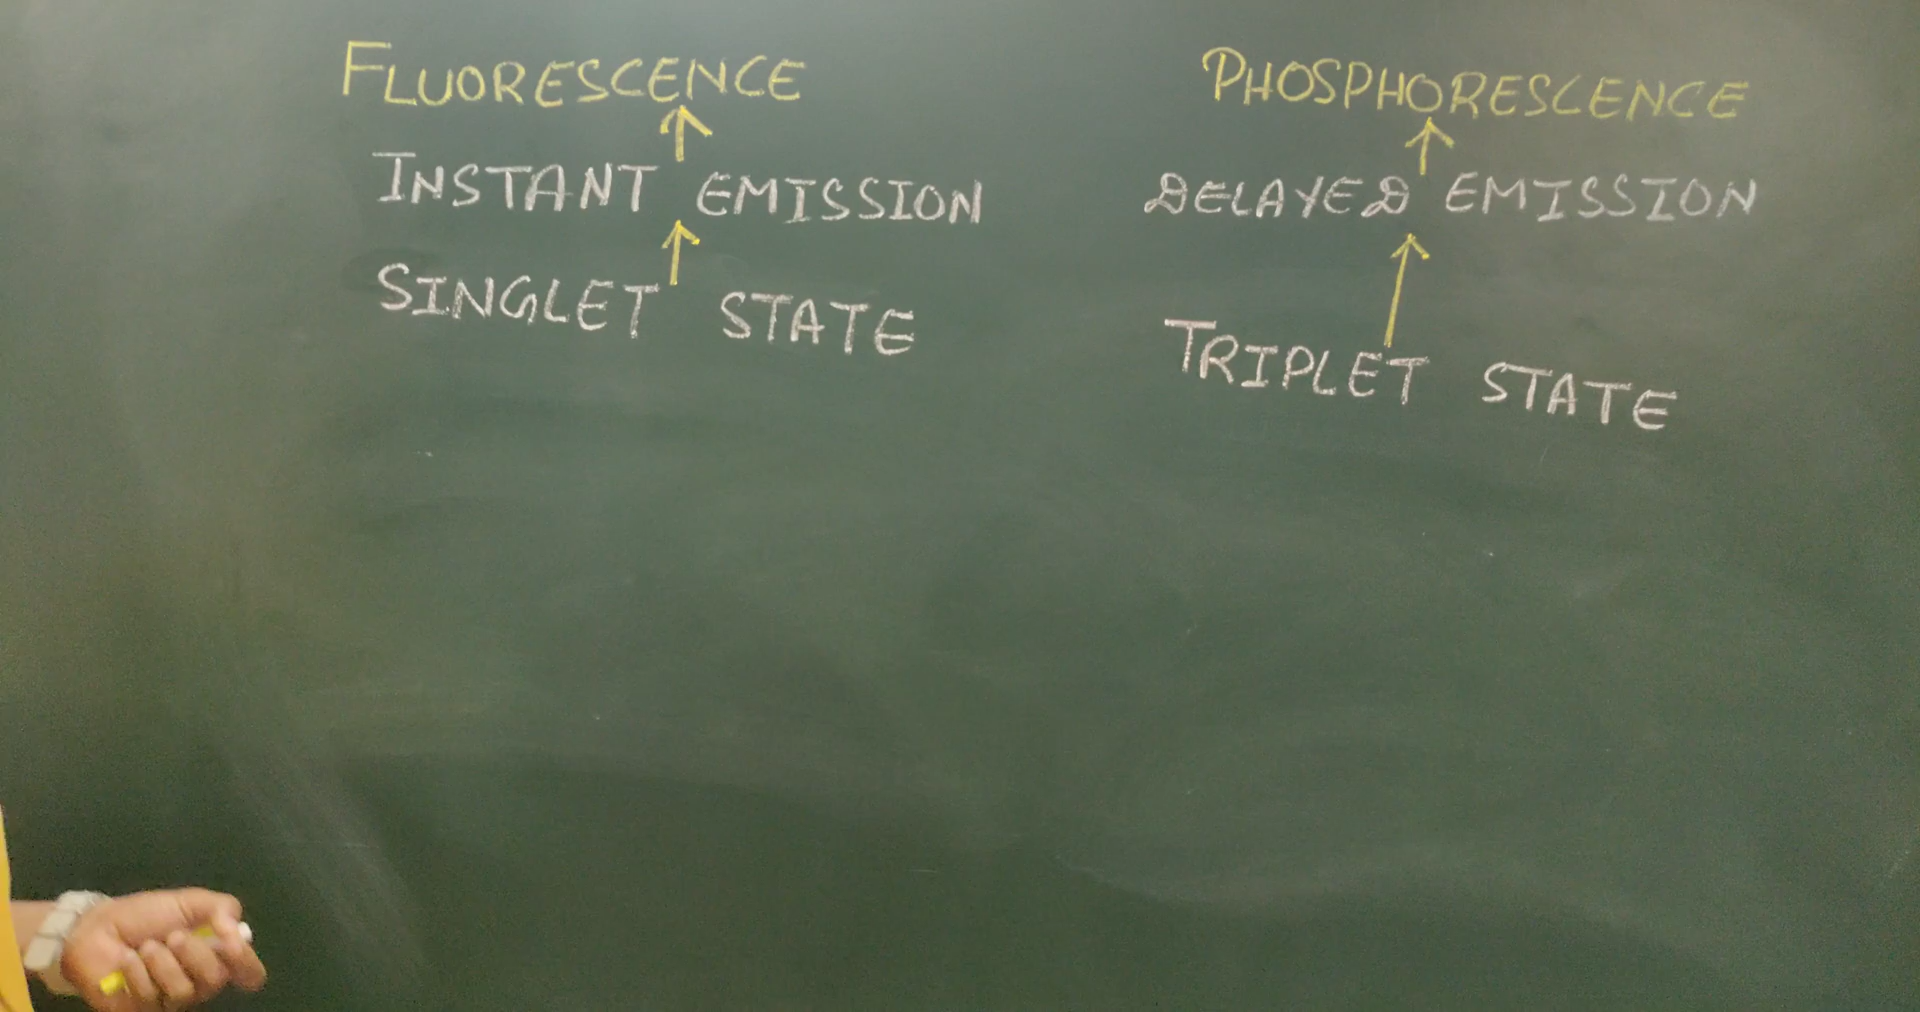 FLUORESCENCE
INSTANT EMISSION
SINGLET STATE
PHOSPHORESCENCE
DELAYED EMISSION
TRIPLET STATE